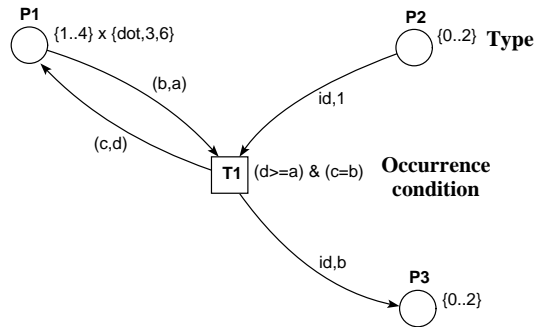 P1
{1..4} x {dot,3,6}
P2
{0..2} Type
(b,a)
id,1
(c,d)
T1 (d>=a) & (c=b)
Occurrence
condition
id,b
P3
{0..2}